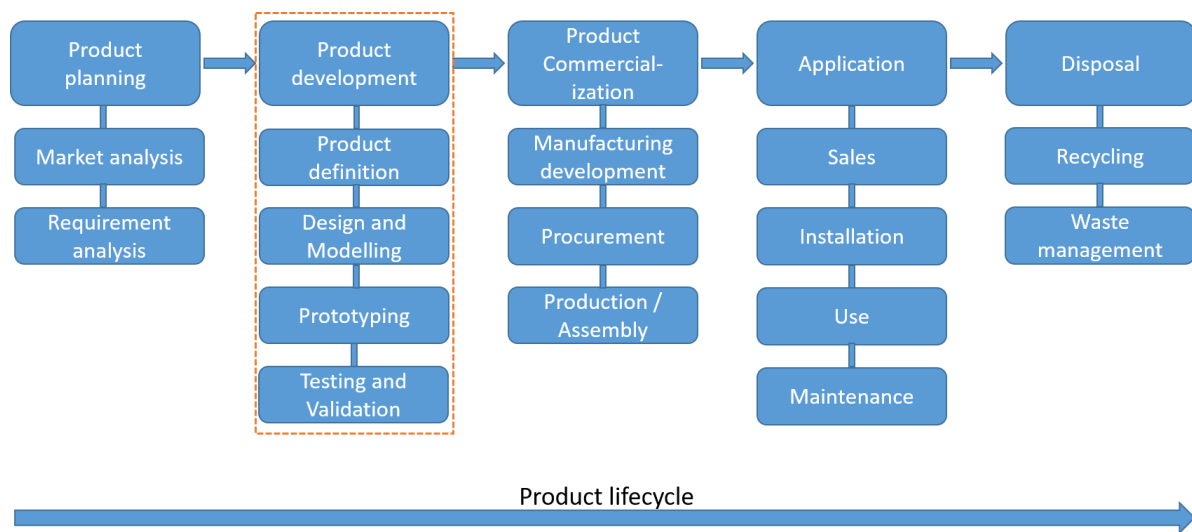 Product
planning
Market analysis
Requirement
analysis
Product
development
Product
definition
Design and
Modelling
Prototyping
Testing and
Validation
Product
Commercial-
ization
Manufacturing
development
Procurement
Production /
Assembly
Application
Sales
Installation
Use
Maintenance
Disposal
Recycling
Waste
management
Product lifecycle